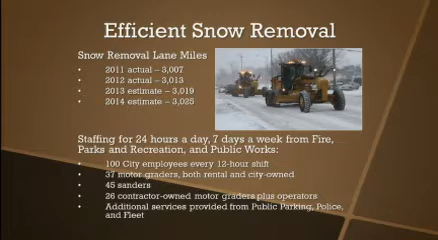 Efficient Snow Removal
Snow Removal Lane Miles
• 2011 actual – 3,007
• 2012 actual – 3,013
• 2013 estimate – 3,019
• 2014 estimate – 3,025
Staffing for 24 hours a day, 7 days a week from Fire,
Parks and Recreation, and Public Works:
• 100 City employees every 12-hour shift
• 37 motor graders, both rental and city-owned
• 45 sanders
• 26 contractor-owned motor graders plus operators
• Additional services provided from Public Parking, Police,
and Fleet